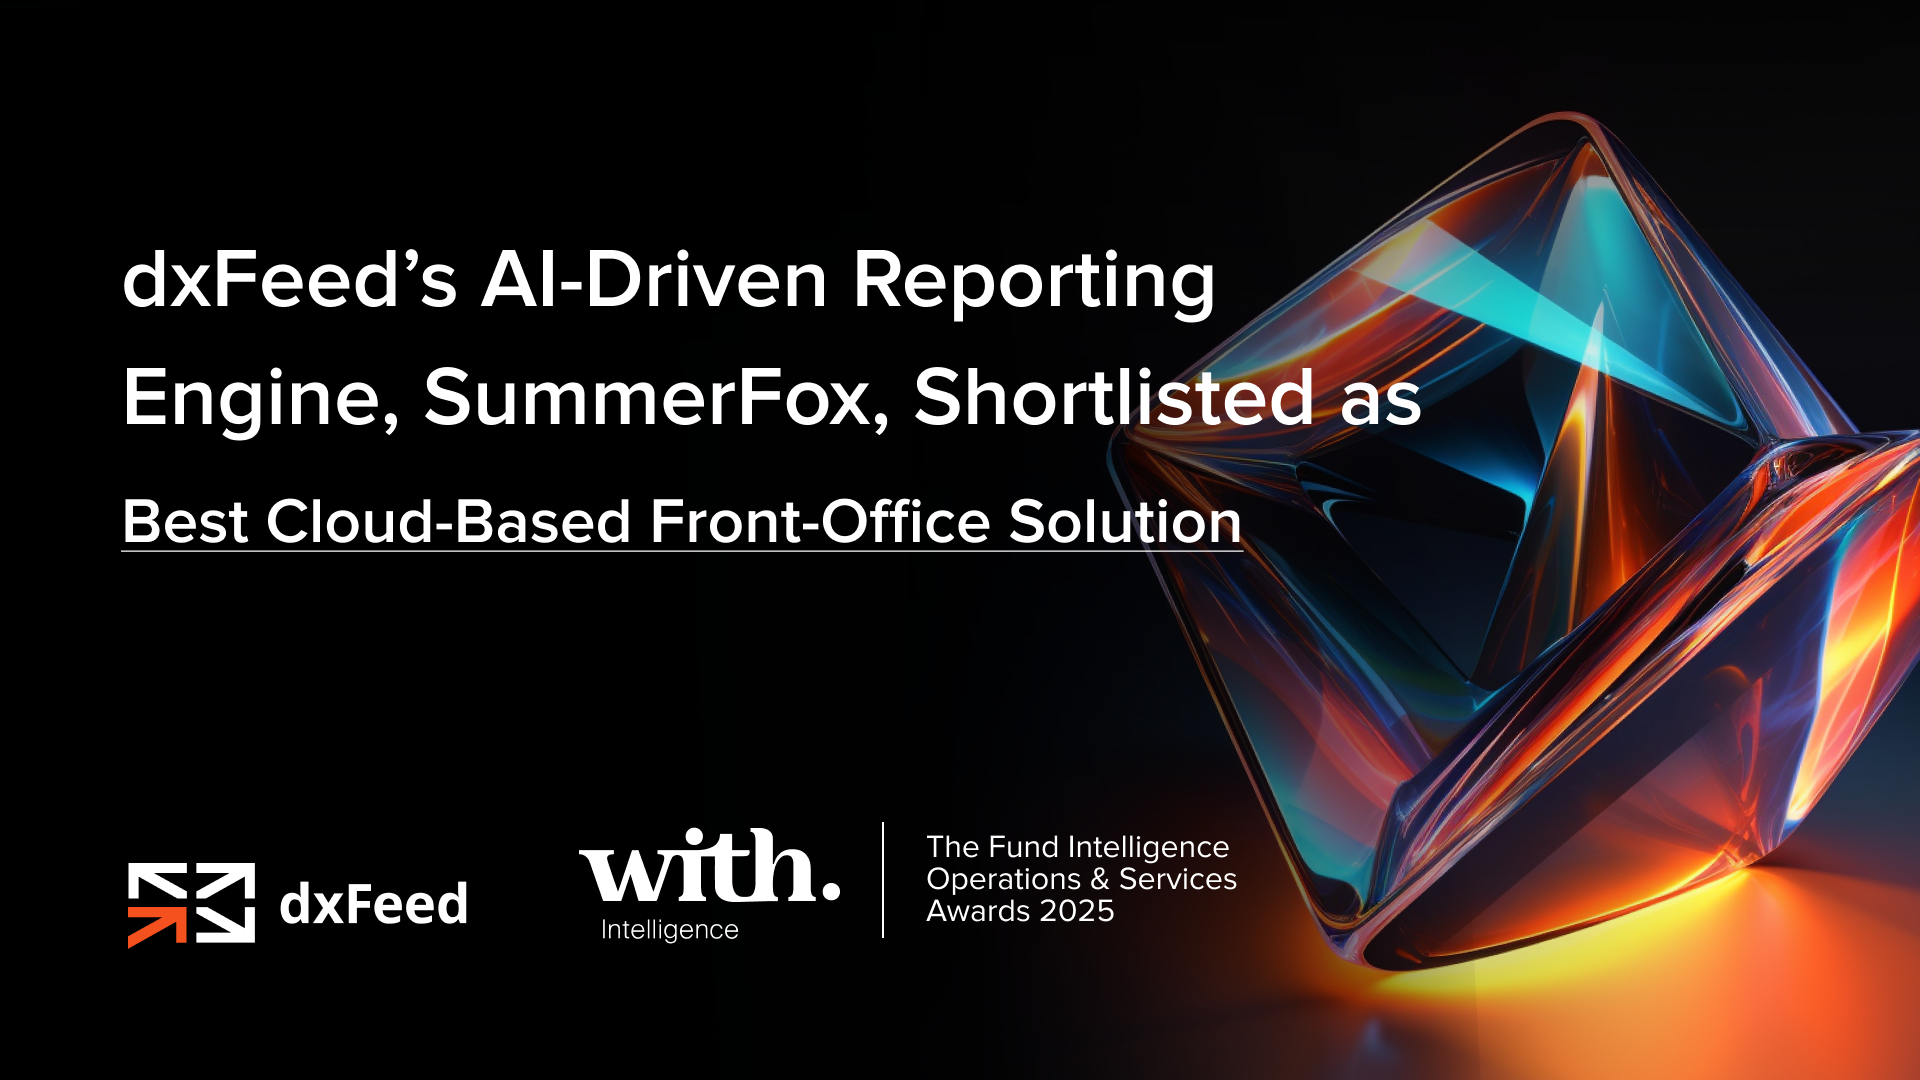 dxFeed’s AI-Driven Reporting
Engine, SummerFox, Shortlisted as
Best Cloud-Based Front-Office Solution
dxFeed
with.
Intelligence
The Fund Intelligence
Operations & Services
Awards 2025